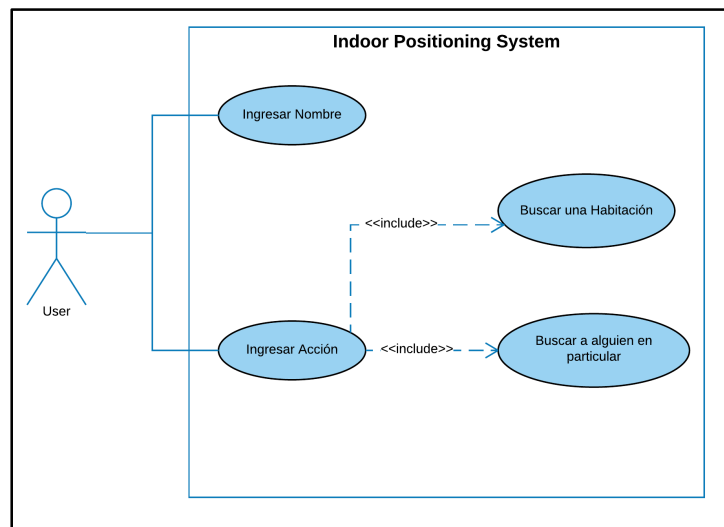 Indoor Positioning System
Ingresar Nombre
Buscar una Habitación
<<include>>
User
Ingresar Acción
<<include>>
Buscar a alguien en
particular